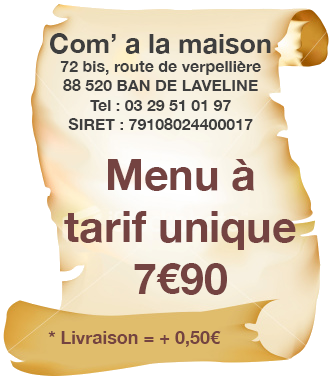 Com’ a la maison
72 bis, route de verpellière
88 520 BAN DE LAVELINE
Tel : 03 29 51 01 97
SIRET : 79108024400017
Menu à
tarif unique
7€90
* Livraison = + 0,50€